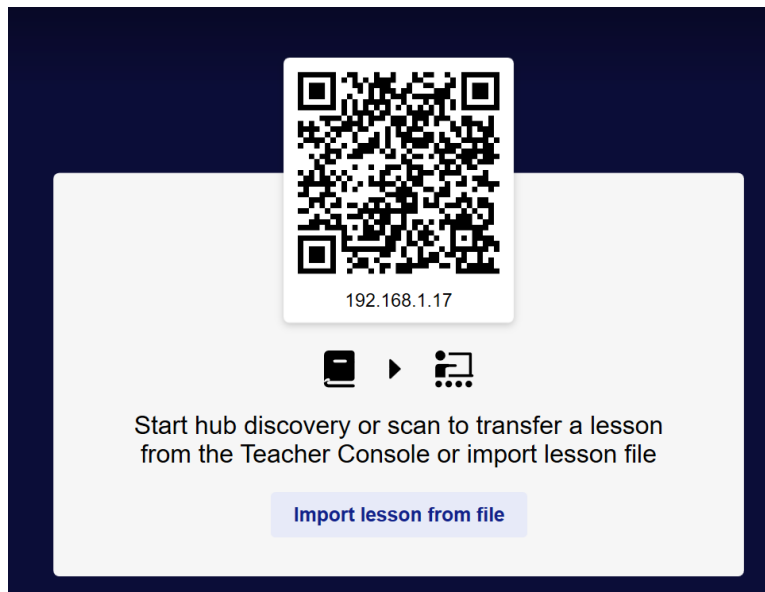 192.168.1.17
Start hub discovery or scan to transfer a lesson
from the Teacher Console or import lesson file
Import lesson from file